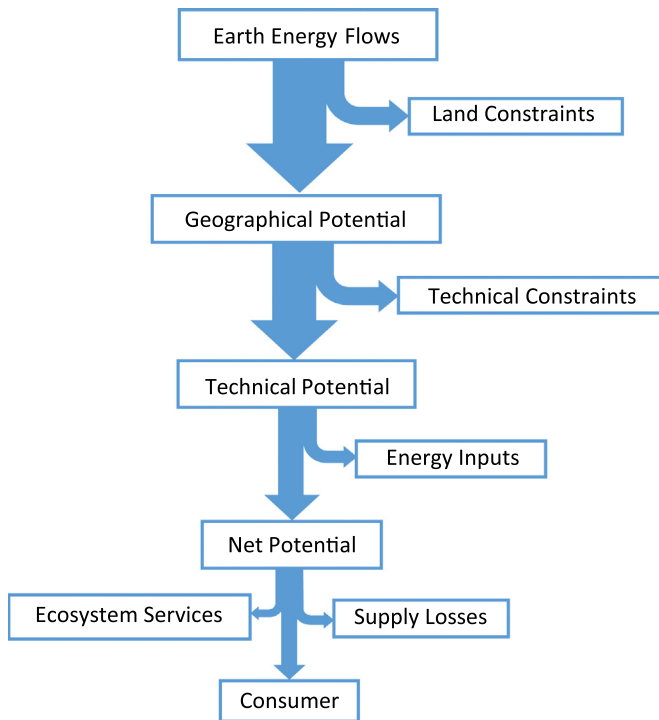 Earth Energy Flows
Land Constraints
Geographical Potential
Technical Constraints
Technical Potential
Energy Inputs
Net Potential
Ecosystem Services
Supply Losses
Consumer